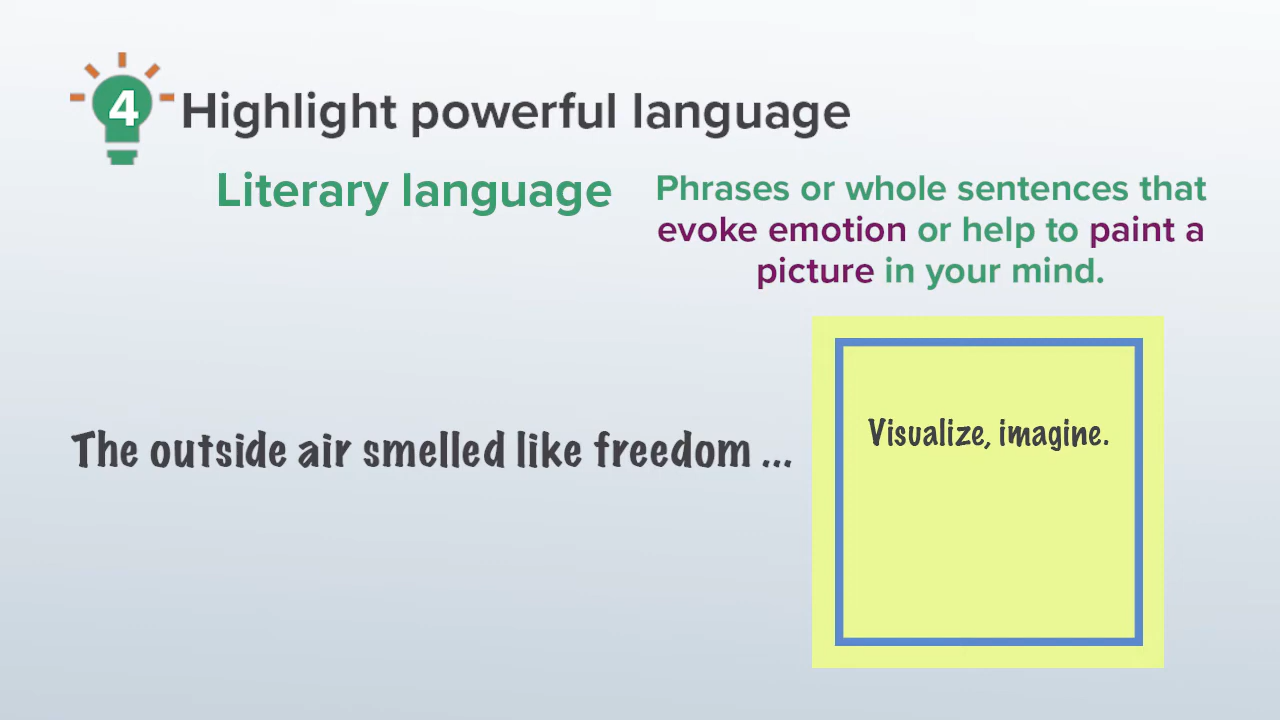 4
Highlight powerful language
Literary language
Phrases or whole sentences that
evoke emotion or help to paint a
picture in your mind.
The outside air smelled like freedom ...
Visualize, imagine.